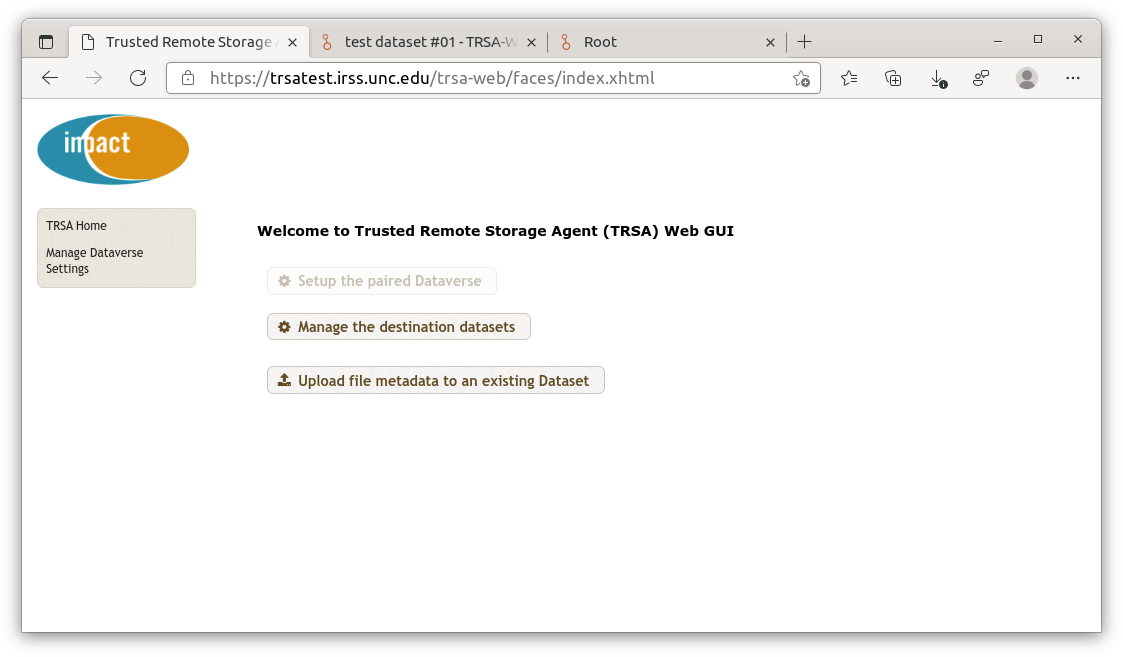 Trusted Remote Storage A
test dataset #01 - TRSA-W
Root
https://trsatest.irss.unc.edu/trsa-web/faces/index.xhtml
impact
TRSA Home
Manage Dataverse
Settings
Welcome to Trusted Remote Storage Agent (TRSA) Web GUI
Setup the paired Dataverse
Manage the destination datasets
Upload file metadata to an existing Dataset